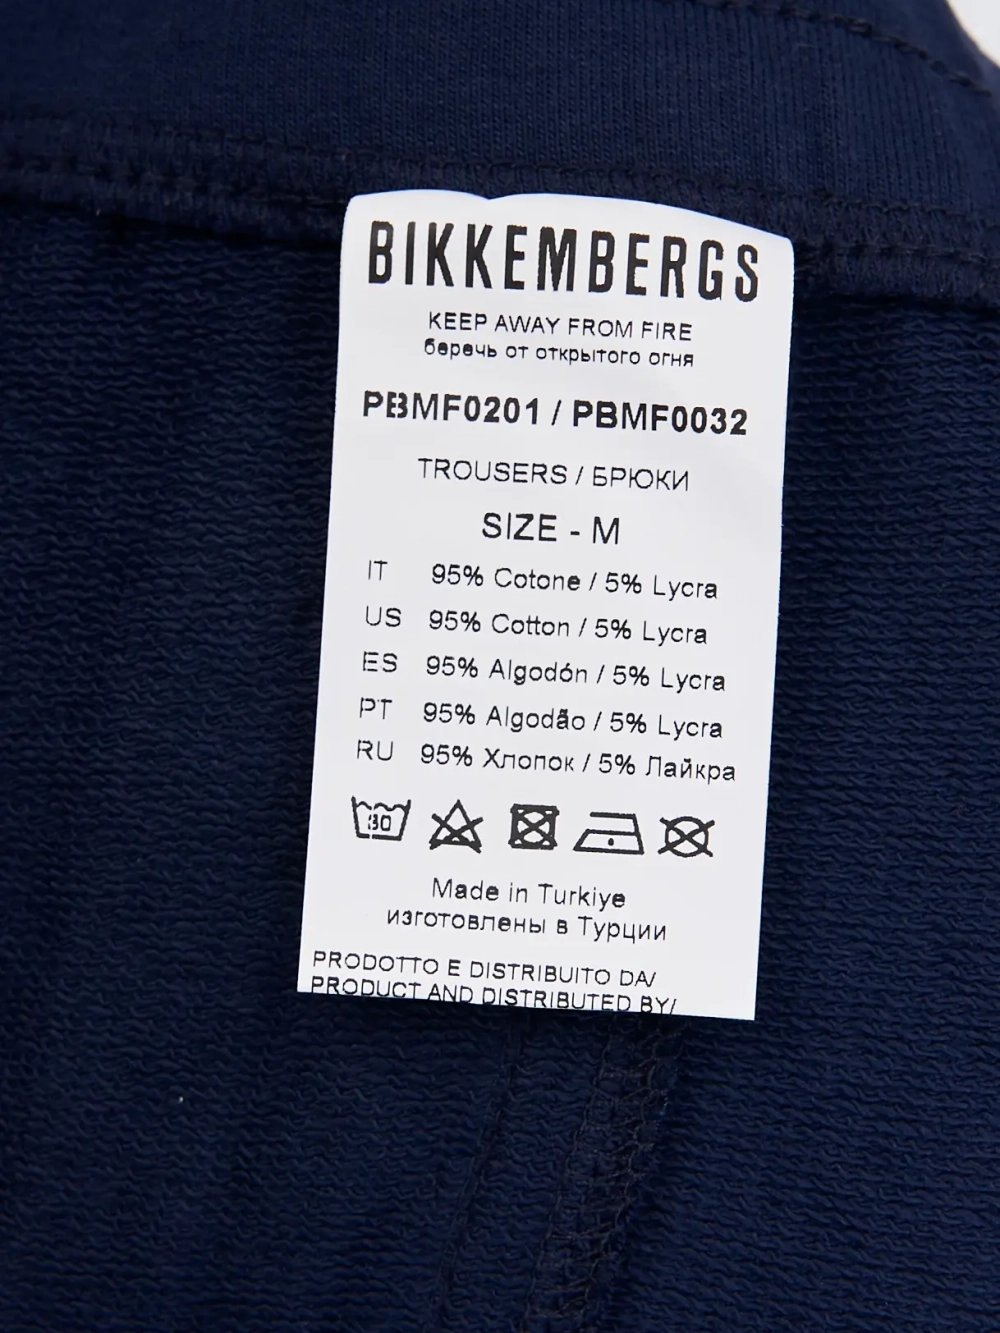 BIKKEMBERGS
KEEP AWAY FROM FIRE
беречь от открытого огня
PBMF0201 / PBMF0032
TROUSERS / БРЮКИ
SIZE - M
IT 95% Cotone / 5% Lycra
US 95% Cotton / 5% Lycra
ES 95% Algodón / 5% Lycra
PT 95% Algodão / 5% Lycra
RU 95% Хлопок / 5% Лайкра
30
Made in Turkiye
изготовлены в Турции
PRODOTTO E DISTRIBUITO DA/
PRODUCT AND DISTRIBUTED BY/